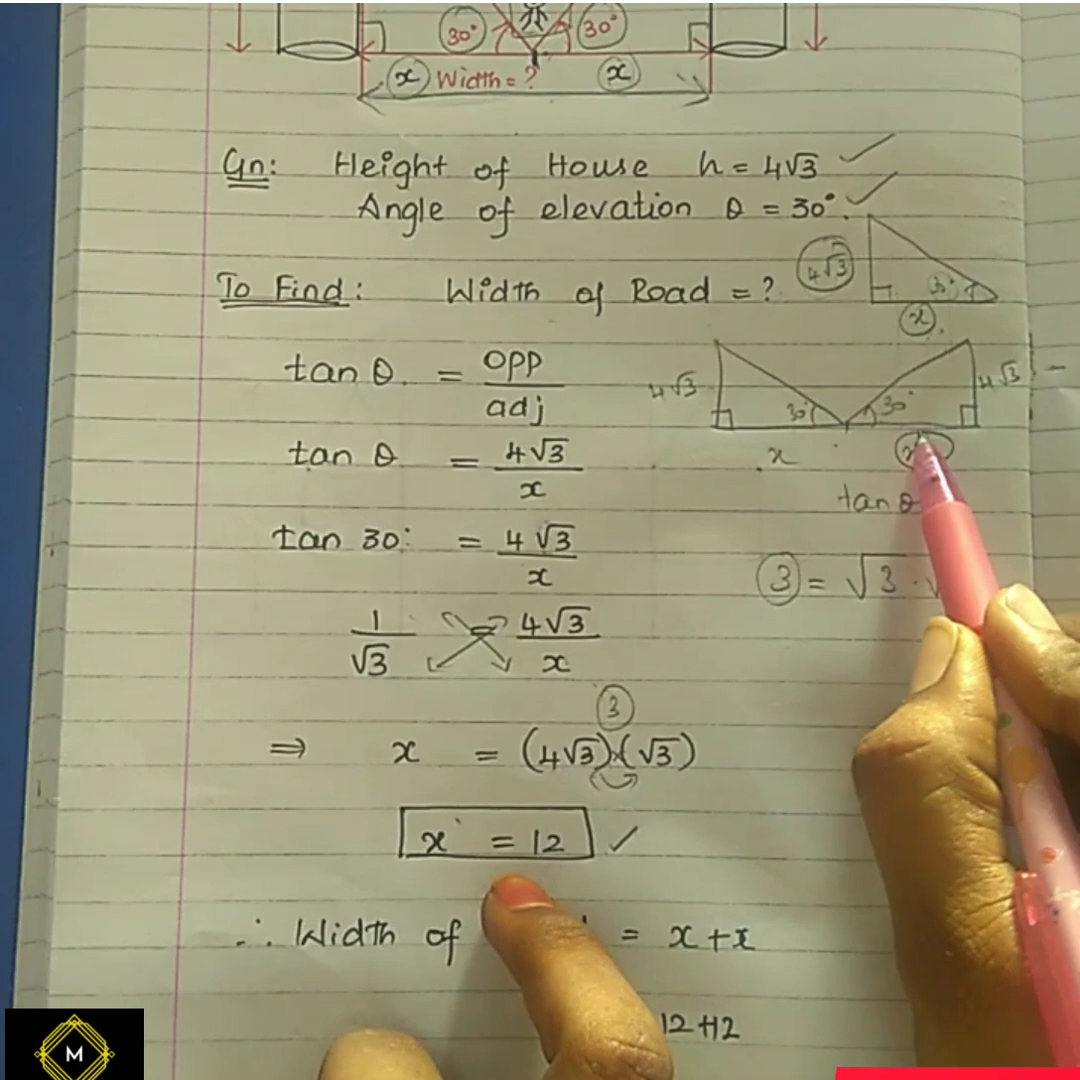 30° 30°
x Width = ? x
Gn: Height of House h = 4√3
Angle of elevation θ = 30°.
4√3
30°
x
To Find: Width of Road = ?
tan θ = opp/adj
4√3 30° 30° 4√3
x
tan θ = 4√3/x
tan θ
tan 30° = 4√3/x
3 = √3 ·
1/√3 = 4√3/x
3
⇒ x = (4√3)×(√3)
x = 12
∴ Width of = x + x
12+12
M